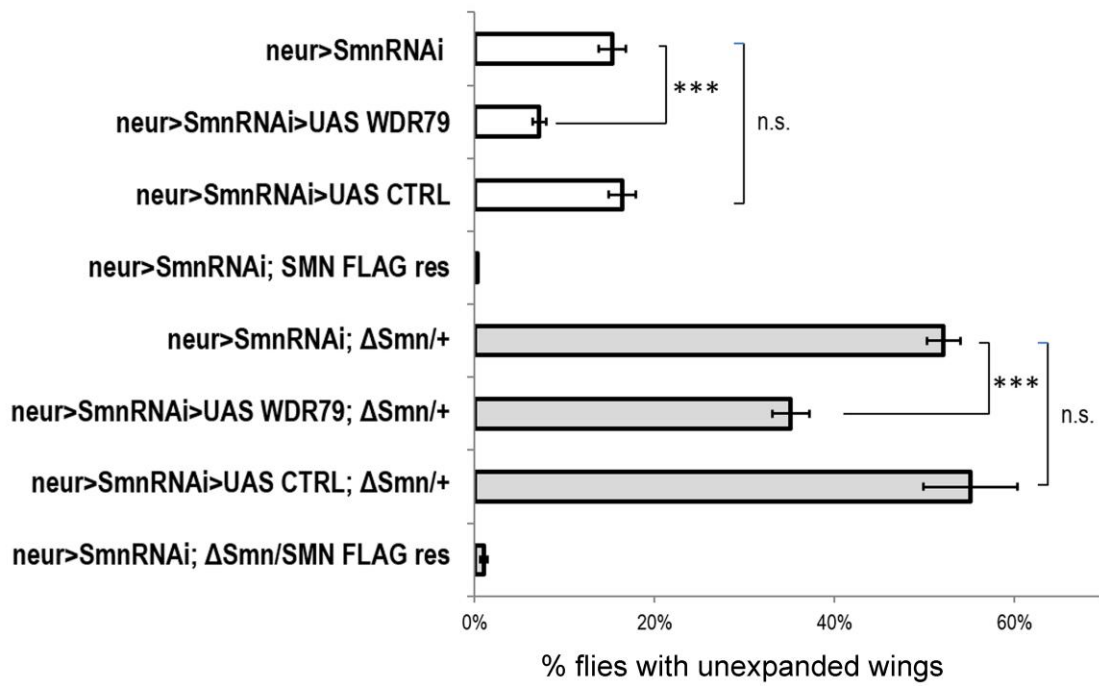 neur>SmnRNAi
neur>SmnRNAi>UAS WDR79
neur>SmnRNAi>UAS CTRL
neur>SmnRNAi; SMN FLAG res
neur>SmnRNAi; ΔSmn/+
neur>SmnRNAi>UAS WDR79; ΔSmn/+
neur>SmnRNAi>UAS CTRL; ΔSmn/+
neur>SmnRNAi; ΔSmn/SMN FLAG res
***
n.s.
***
n.s.
0% 20% 40% 60%
% flies with unexpanded wings